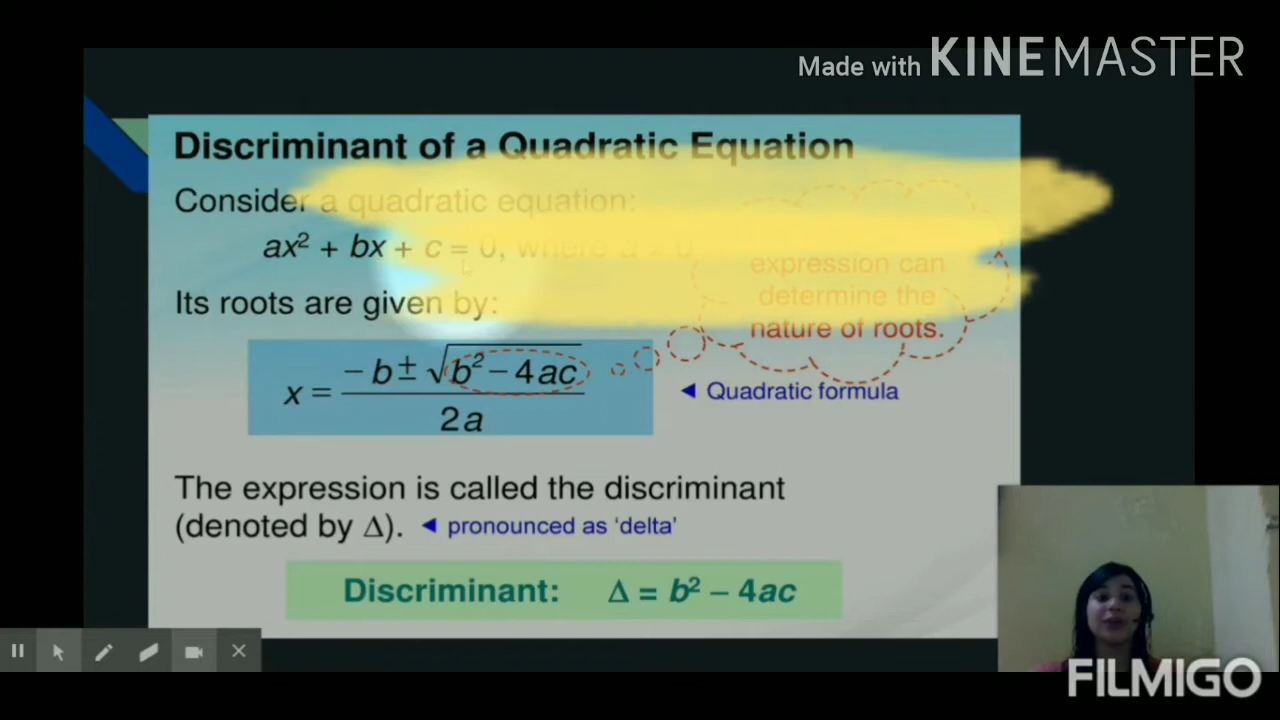 Made with KINEMASTER
Discriminant of a Quadratic Equation
Consider a quadratic equation:
ax² + bx + c = 0, where a ≠ 0
expression can
determine the
nature of roots.
Its roots are given by:
x = −b ± √b² − 4ac / 2a
◄ Quadratic formula
The expression is called the discriminant
(denoted by Δ). ◄ pronounced as ‘delta’
Discriminant: Δ = b² − 4ac
FILMIGO